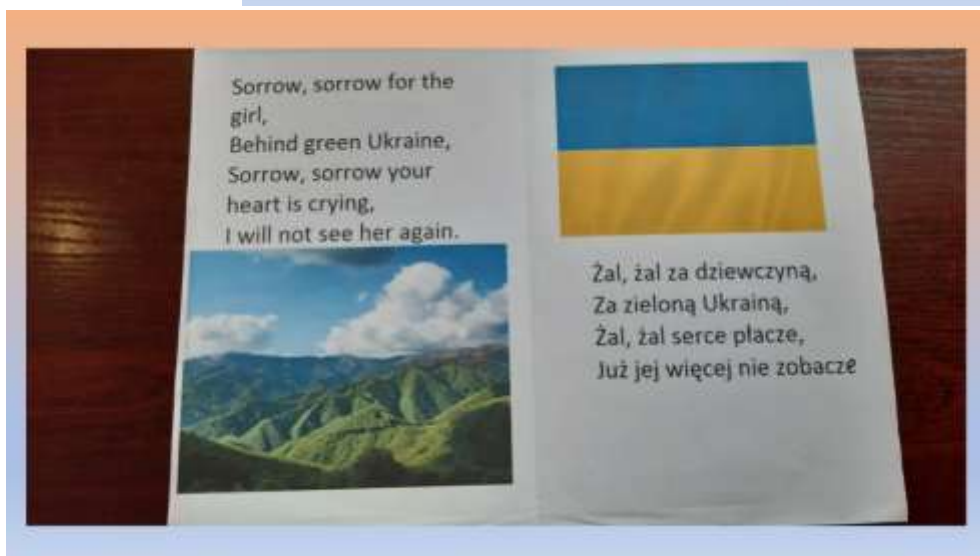 Sorrow, sorrow for the
girl,
Behind green Ukraine,
Sorrow, sorrow your
heart is crying,
I will not see her again.
Żal, żal za dziewczyną,
Za zieloną Ukrainą,
Żal, żal serce płacze,
Już jej więcej nie zobaczę